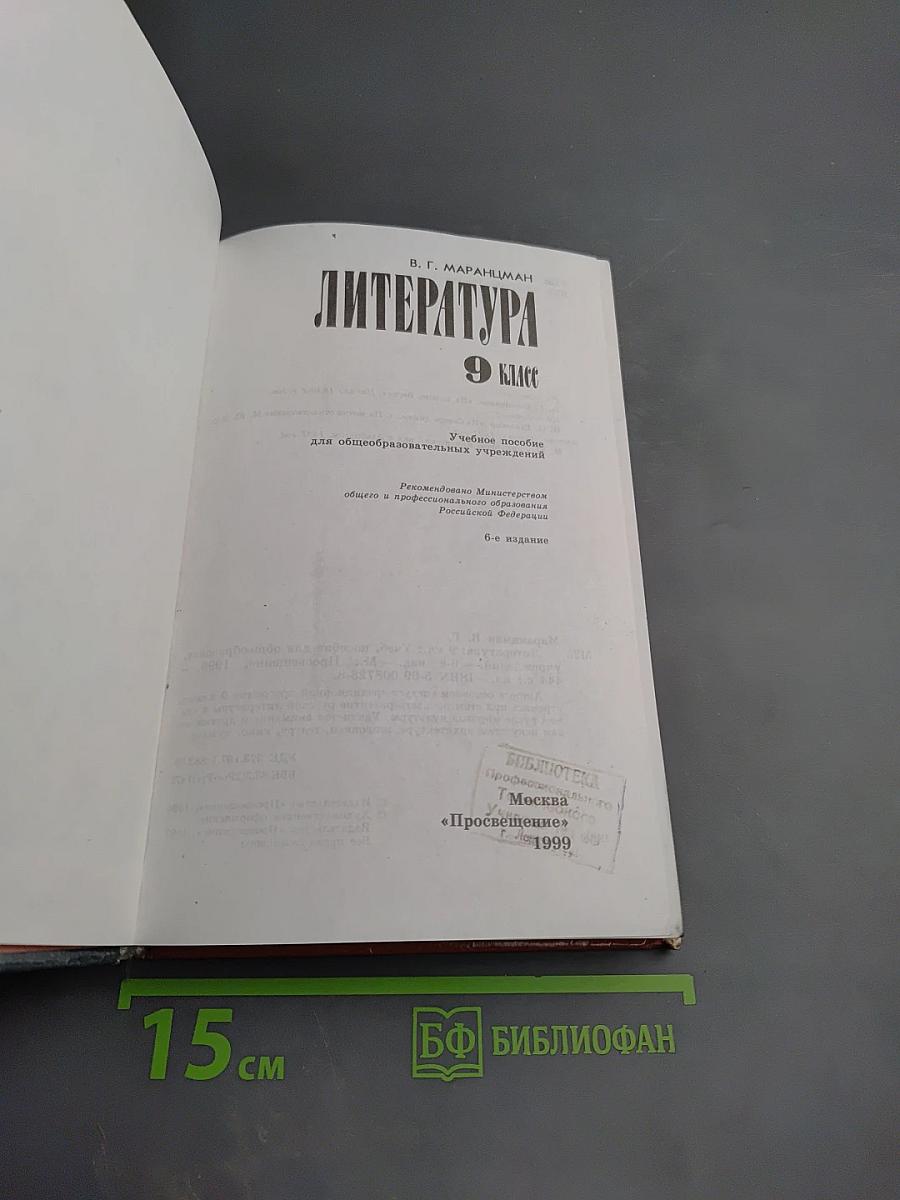 В. Г. МАРАНЦМАН
ЛИТЕРАТУРА
9 КЛАСС
Учебное пособие
для общеобразовательных учреждений
Рекомендовано Министерством
общего и профессионального образования
Российской Федерации
6-е издание
БИБЛИОТЕКА
Профессионального
Москва
«Просвещение»
1999
15 см
БФ БИБЛИОФАН